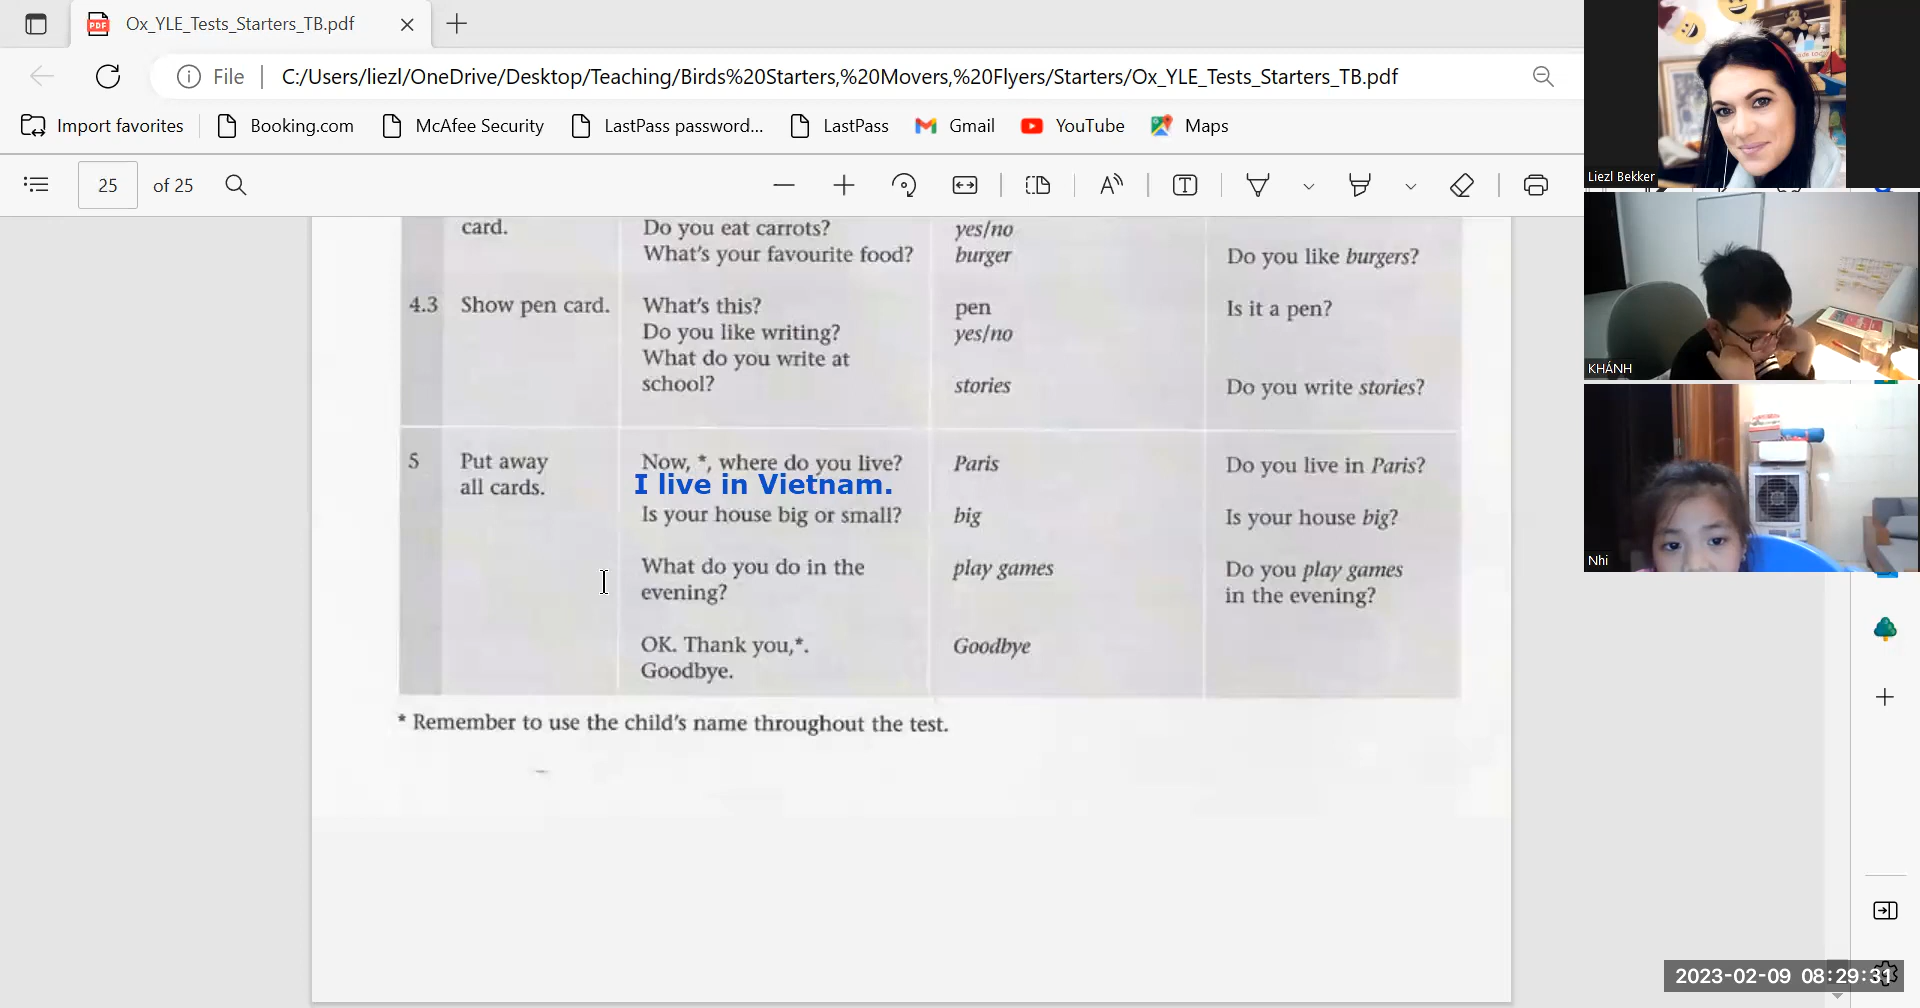 Ox_YLE_Tests_Starters_TB.pdf
File
C:/Users/liezl/OneDrive/Desktop/Teaching/Birds%20Starters,%20Movers,%20Flyers/Starters/Ox_YLE_Tests_Starters_TB.pdf
Import favorites
Booking.com
McAfee Security
LastPass password...
LastPass
Gmail
YouTube
Maps
25 of 25
card.
Do you eat carrots?
yes/no
What's your favourite food?
burger
Do you like burgers?
4.3 Show pen card.
What's this?
pen
Is it a pen?
Do you like writing?
yes/no
What do you write at
school?
stories
Do you write stories?
5 Put away
all cards.
Now, *, where do you live?
Paris
Do you live in Paris?
I live in Vietnam.
Is your house big or small?
big
Is your house big?
What do you do in the
evening?
play games
Do you play games
in the evening?
OK. Thank you,*.
Goodbye.
Goodbye
* Remember to use the child's name throughout the test.
Liezl Bekker
KHÁNH
Nhi
2023-02-09 08:29:31